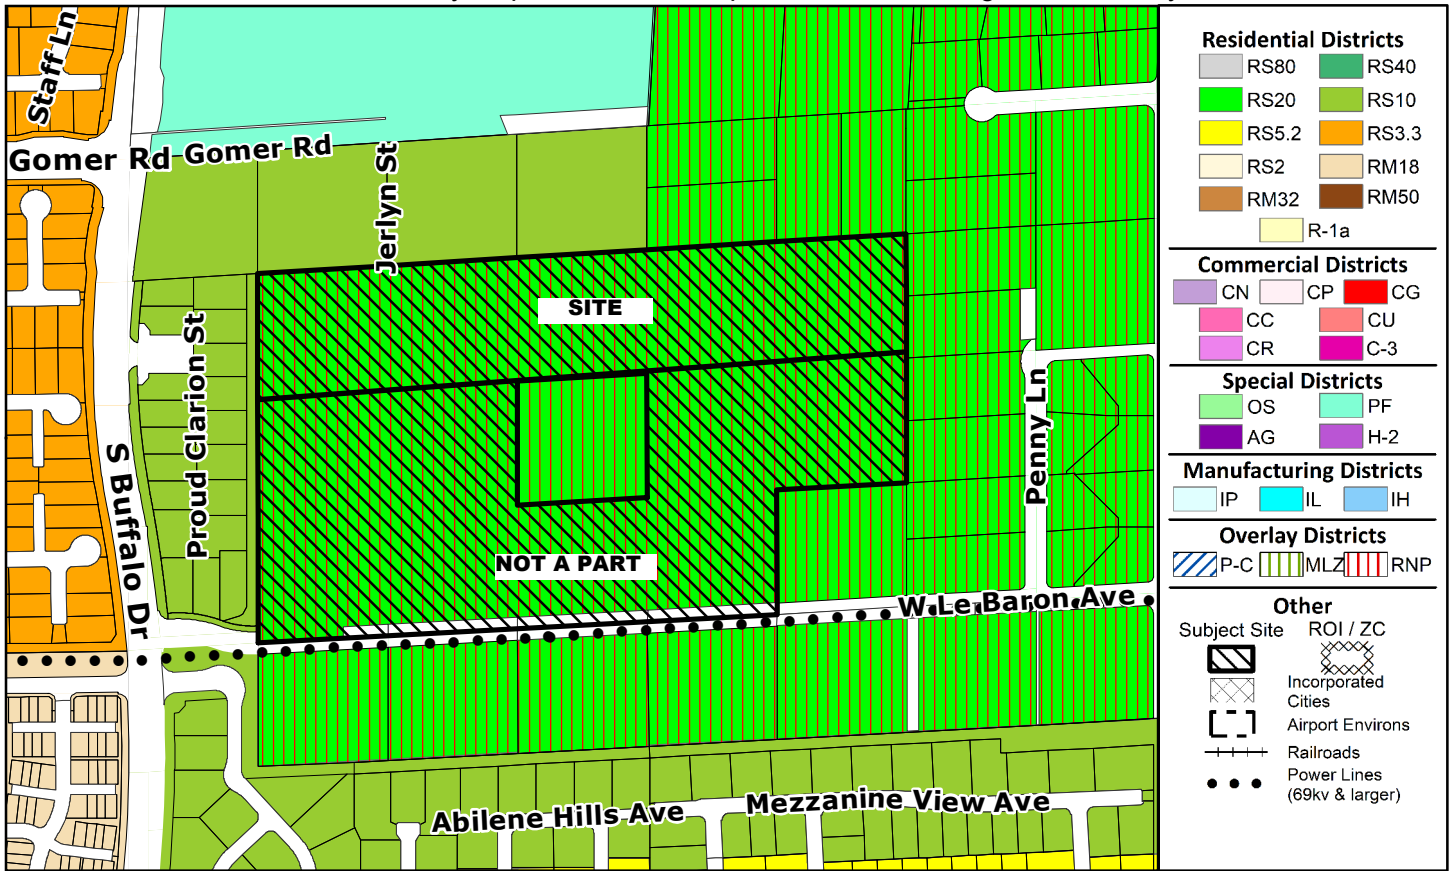 Staff Ln
Gomer Rd
Gomer Rd
Jerlyn St
SITE
Proud Clarion St
S Buffalo Dr
Penny Ln
NOT A PART
W Le Baron Ave
Abilene Hills Ave
Mezzanine View Ave
Residential Districts
RS80 RS40
RS20 RS10
RS5.2 RS3.3
RS2 RM18
RM32 RM50
R-1a
Commercial Districts
CN CP CG
CC CU
CR C-3
Special Districts
OS PF
AG H-2
Manufacturing Districts
IP IL IH
Overlay Districts
P-C MLZ RNP
Other
Subject Site ROI / ZC
Incorporated
Cities
Airport Environs
Railroads
Power Lines
(69kv & larger)